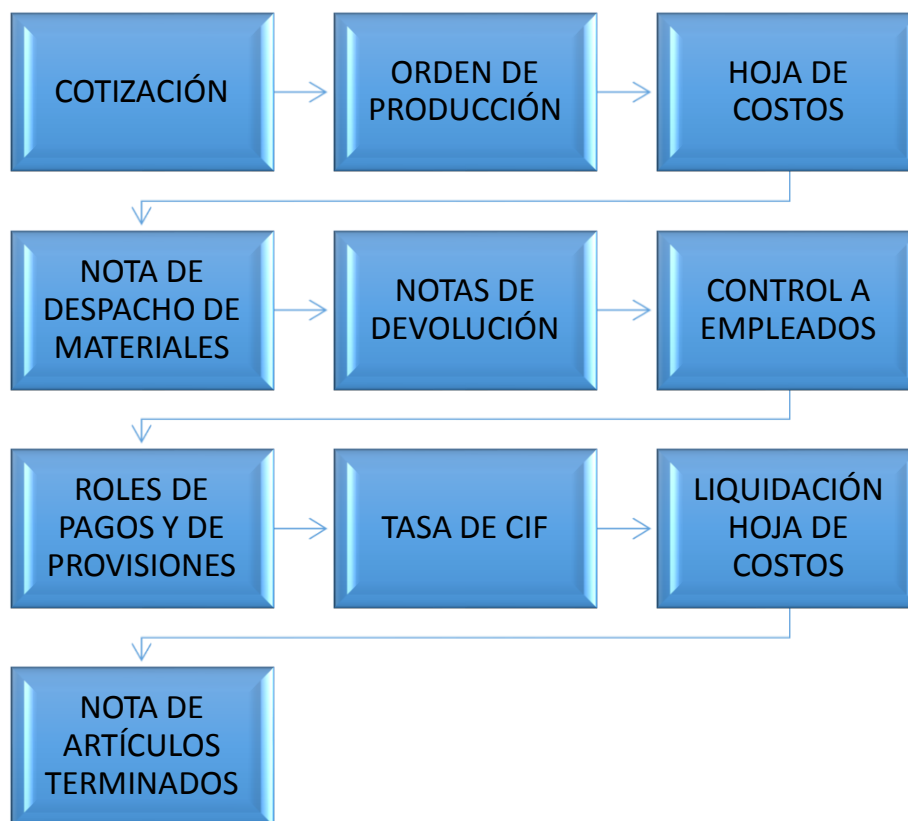 COTIZACIÓN
ORDEN DE
PRODUCCIÓN
HOJA DE
COSTOS
NOTA DE
DESPACHO DE
MATERIALES
NOTAS DE
DEVOLUCIÓN
CONTROL A
EMPLEADOS
ROLES DE
PAGOS Y DE
PROVISIONES
TASA DE CIF
LIQUIDACIÓN
HOJA DE
COSTOS
NOTA DE
ARTÍCULOS
TERMINADOS